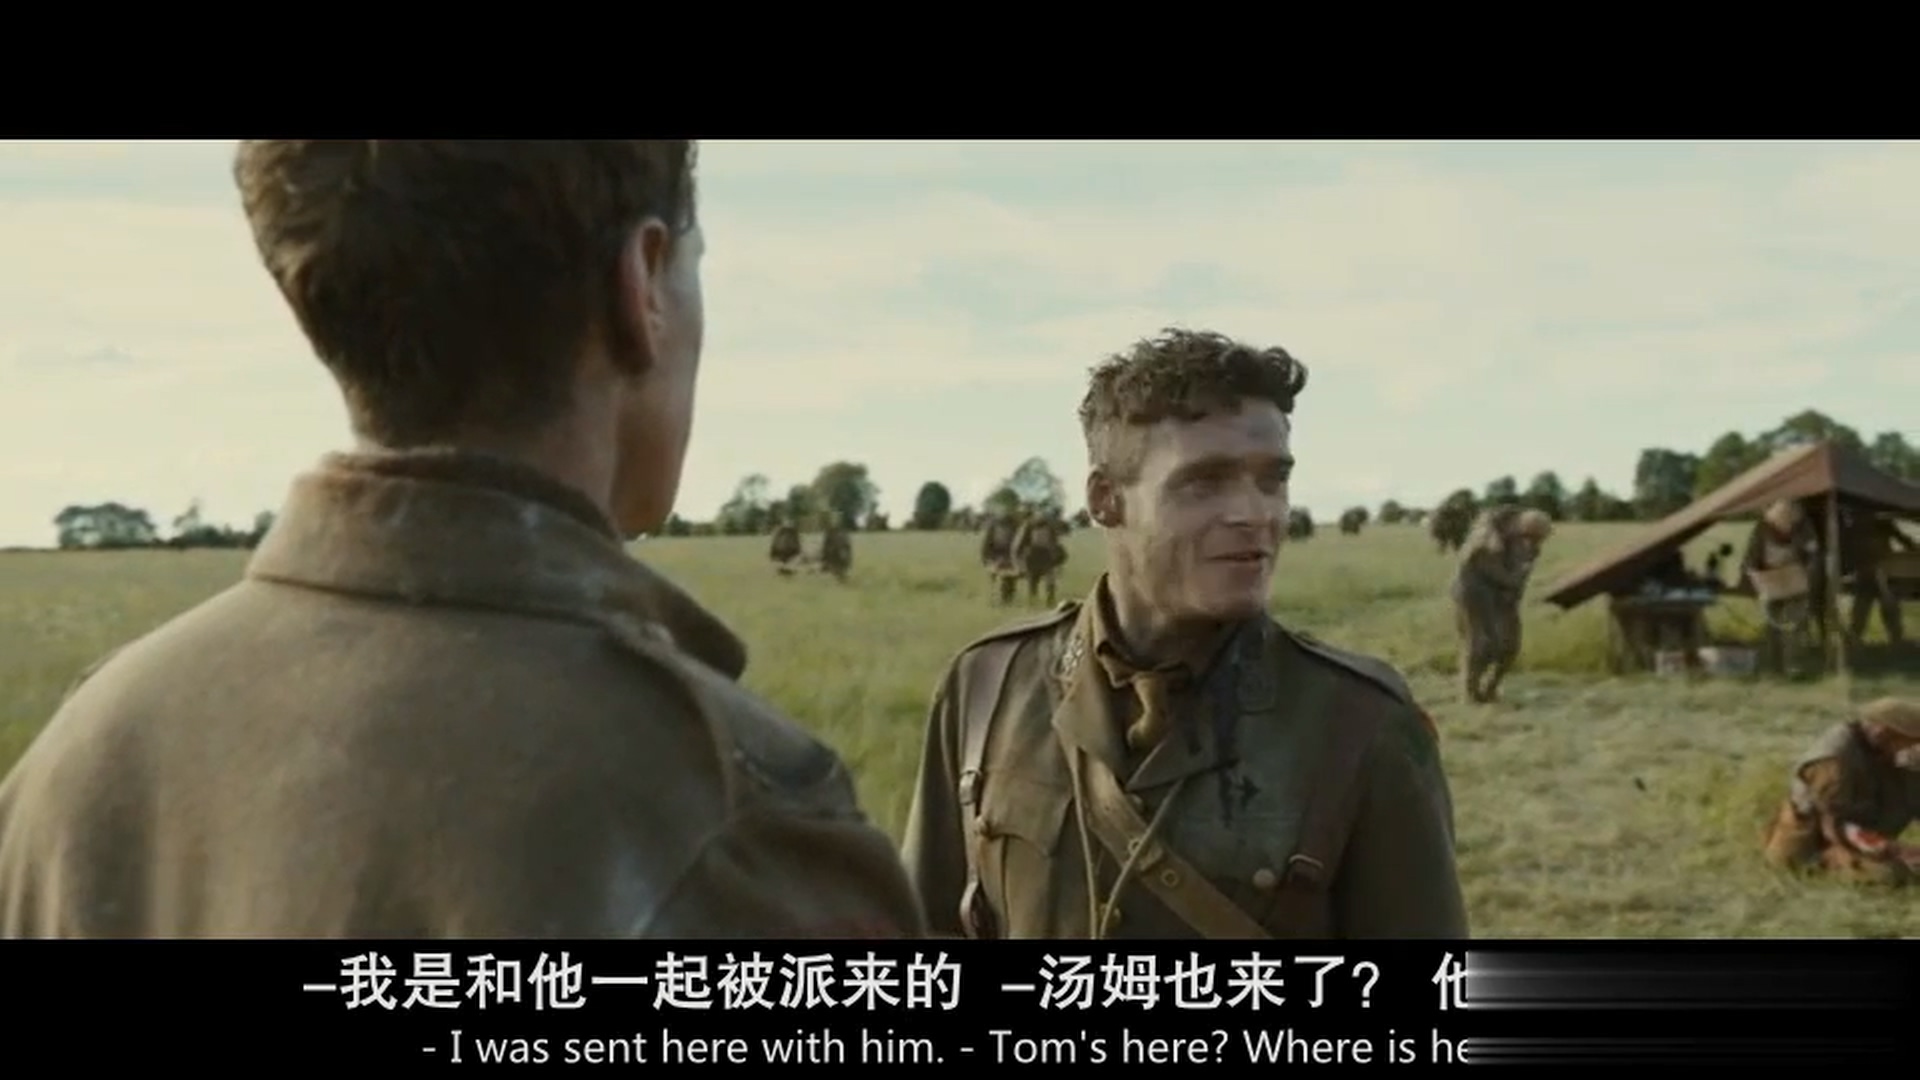 –我是和他一起被派来的 –汤姆也来了? 他
- I was sent here with him. - Tom's here? Where is he